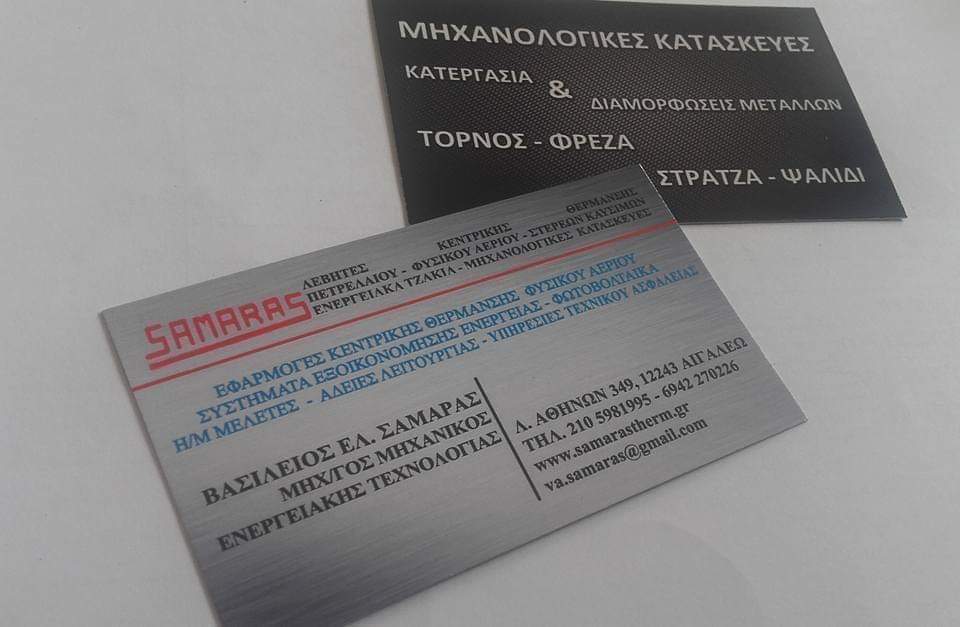 ΜΗΧΑΝΟΛΟΓΙΚΕΣ ΚΑΤΑΣΚΕΥΕΣ
ΚΑΤΕΡΓΑΣΙΑ
&
ΔΙΑΜΟΡΦΩΣΕΙΣ ΜΕΤΑΛΛΩΝ
ΤΟΡΝΟΣ - ΦΡΕΖΑ
ΣΤΡΑΤΖΑ - ΨΑΛΙΔΙ
SAMARAS
ΛΕΒΗΤΕΣ ΚΕΝΤΡΙΚΗΣ ΘΕΡΜΑΝΣΗΣ
ΠΕΤΡΕΛΑΙΟΥ - ΦΥΣΙΚΟΥ ΑΕΡΙΟΥ - ΣΤΕΡΕΩΝ ΚΑΥΣΙΜΩΝ
ΕΝΕΡΓΕΙΑΚΑ ΤΖΑΚΙΑ - ΜΗΧΑΝΟΛΟΓΙΚΕΣ ΚΑΤΑΣΚΕΥΕΣ
ΕΦΑΡΜΟΓΕΣ ΚΕΝΤΡΙΚΗΣ ΘΕΡΜΑΝΣΗΣ ΦΥΣΙΚΟΥ ΑΕΡΙΟΥ
ΣΥΣΤΗΜΑΤΑ ΕΞΟΙΚΟΝΟΜΗΣΗΣ ΕΝΕΡΓΕΙΑΣ - ΦΩΤΟΒΟΛΤΑΙΚΑ
Η/Μ ΜΕΛΕΤΕΣ - ΑΔΕΙΕΣ ΛΕΙΤΟΥΡΓΙΑΣ - ΥΠΗΡΕΣΙΕΣ ΤΕΧΝΙΚΟΥ ΑΣΦΑΛΕΙΑΣ
ΒΑΣΙΛΕΙΟΣ ΕΛ. ΣΑΜΑΡΑΣ
ΜΗΧ/ΓΟΣ ΜΗΧΑΝΙΚΟΣ
ΕΝΕΡΓΕΙΑΚΗΣ ΤΕΧΝΟΛΟΓΙΑΣ
Λ. ΑΘΗΝΩΝ 349, 12243 ΑΙΓΑΛΕΩ
ΤΗΛ. 210 5981995 - 6942 270226
www.samarastherm.gr
va.samaras@gmail.com